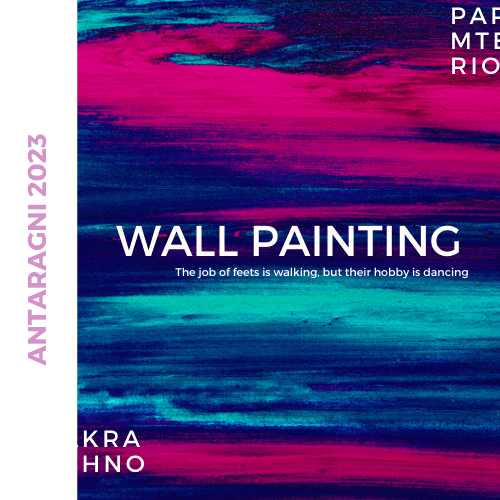 PAR
MTE
RIO
ANTARAGNI 2023
WALL PAINTING
The job of feets is walking, but their hobby is dancing
KRA
HNO